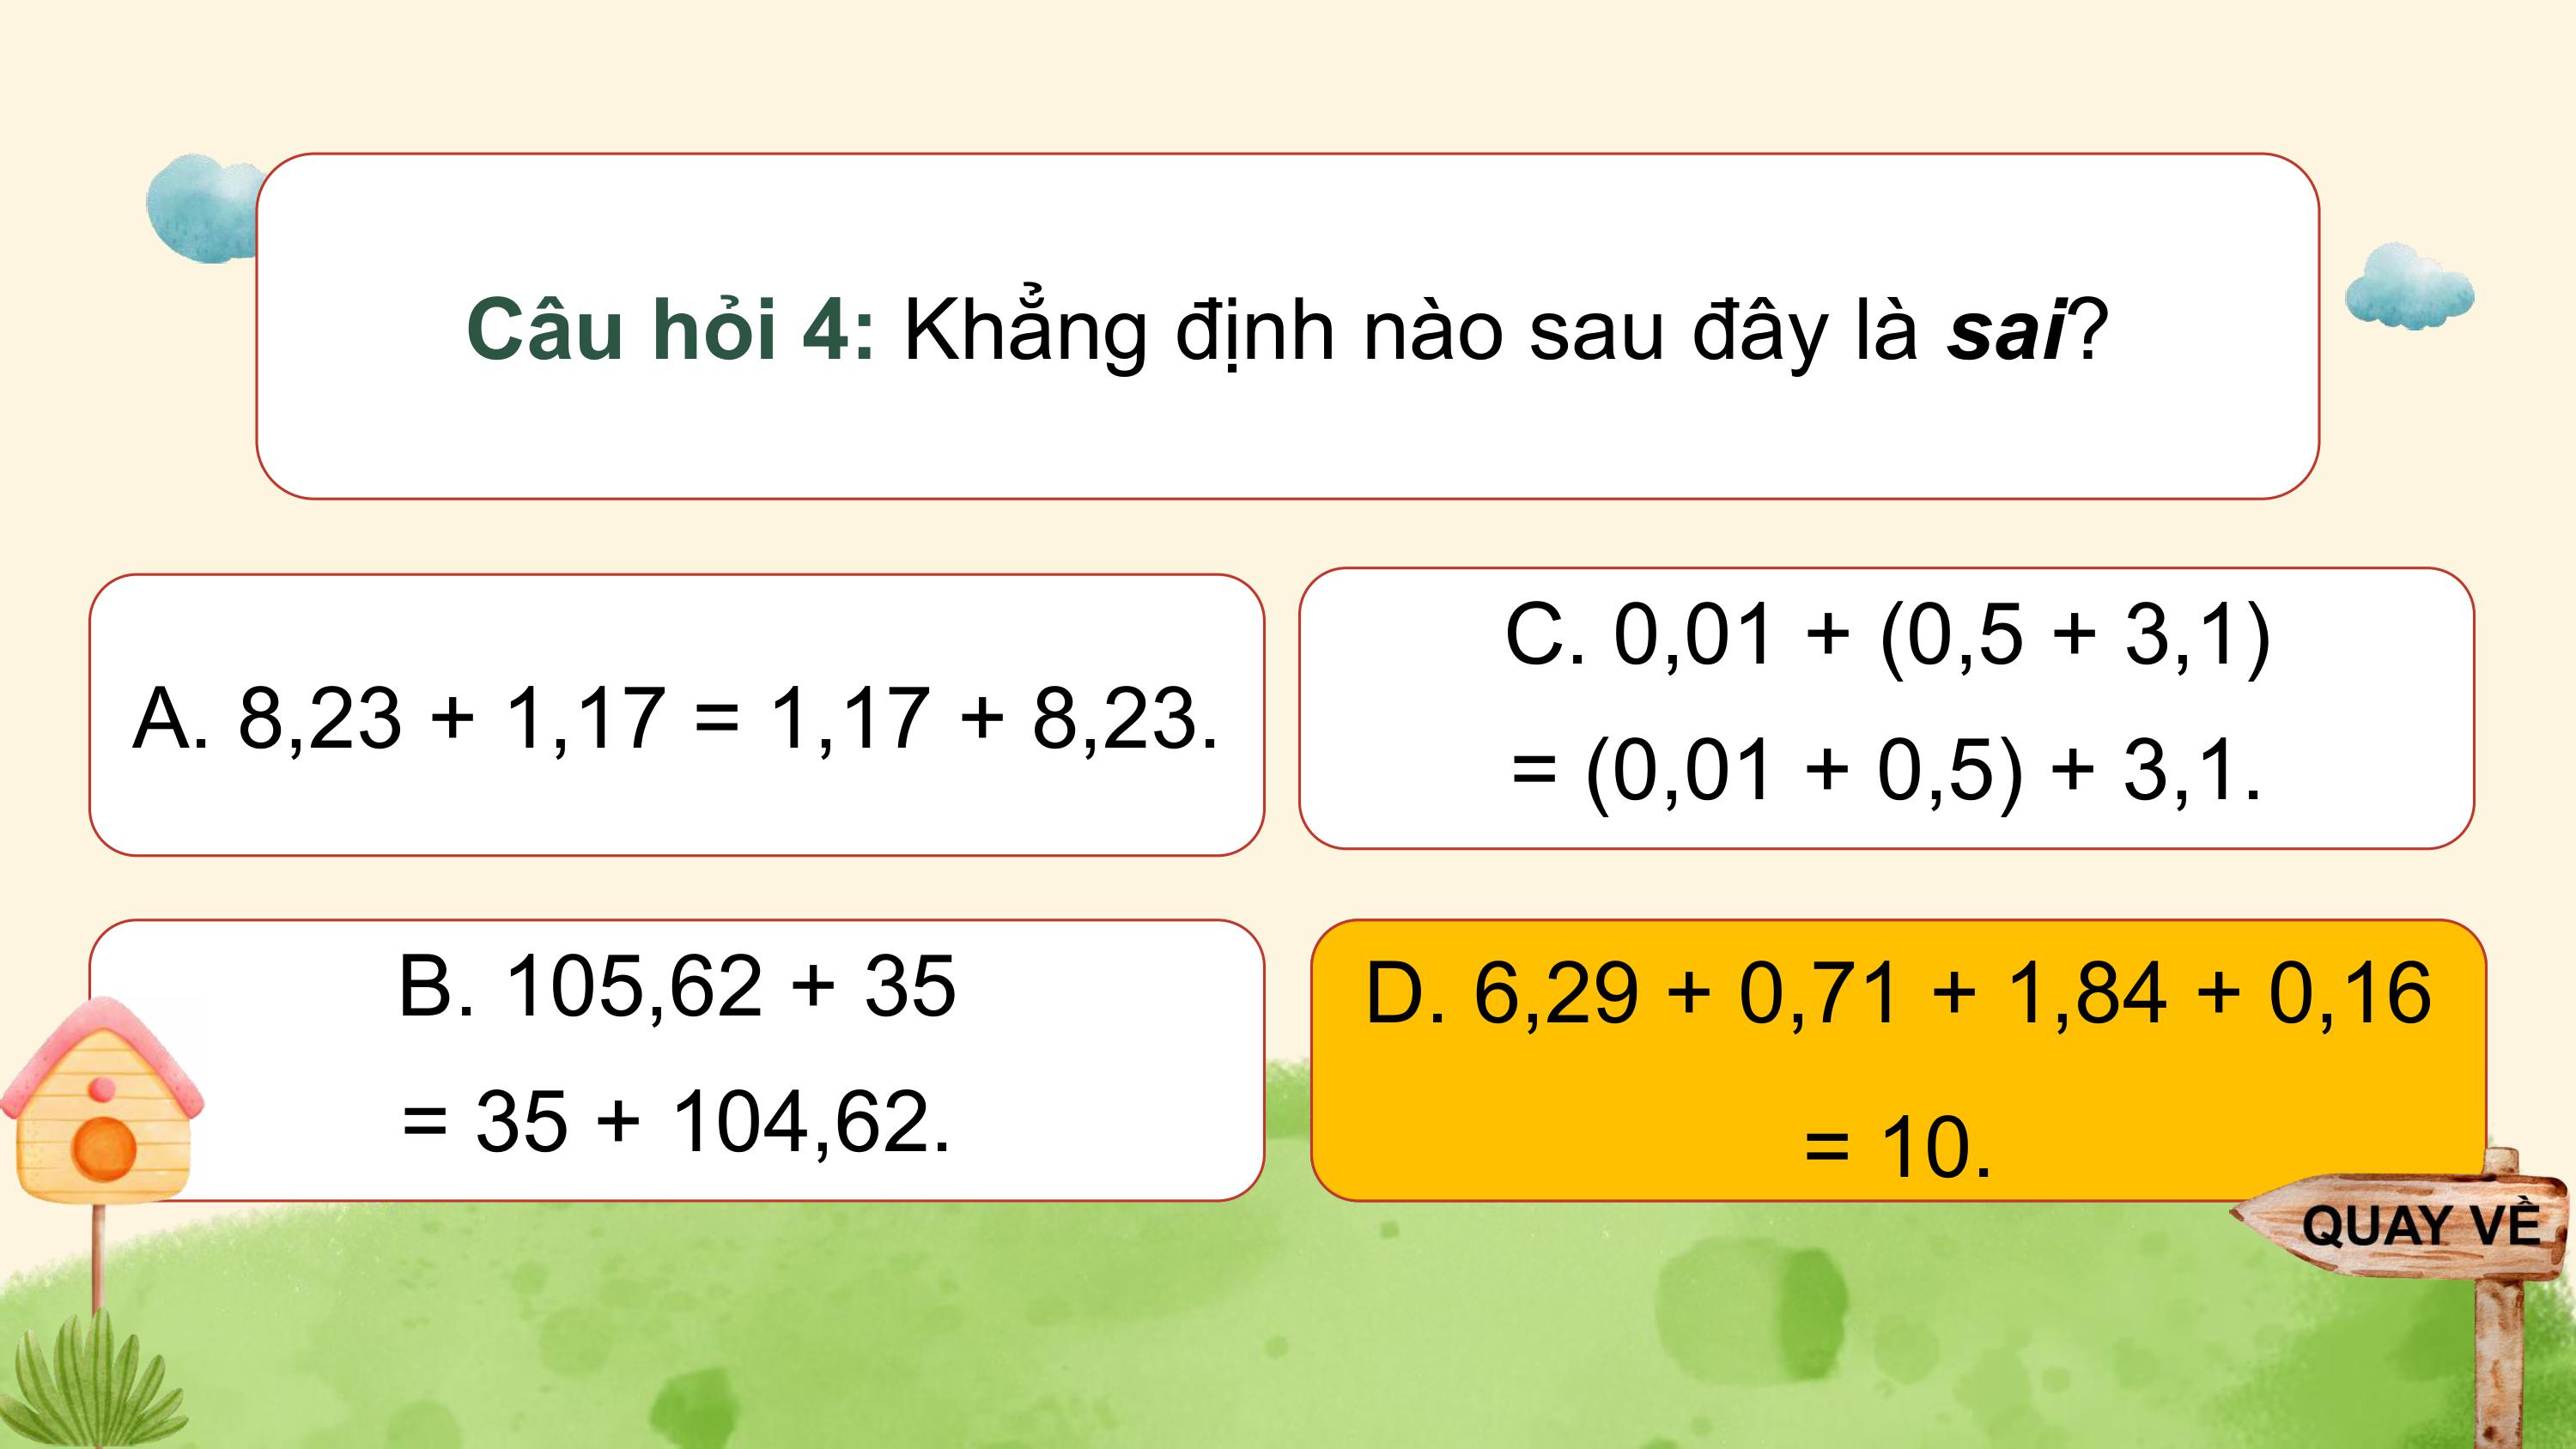 Câu hỏi 4: Khẳng định nào sau đây là sai?
A. 8,23 + 1,17 = 1,17 + 8,23.
C. 0,01 + (0,5 + 3,1)
= (0,01 + 0,5) + 3,1.
B. 105,62 + 35
= 35 + 104,62.
D. 6,29 + 0,71 + 1,84 + 0,16
= 10.
QUAY VỀ